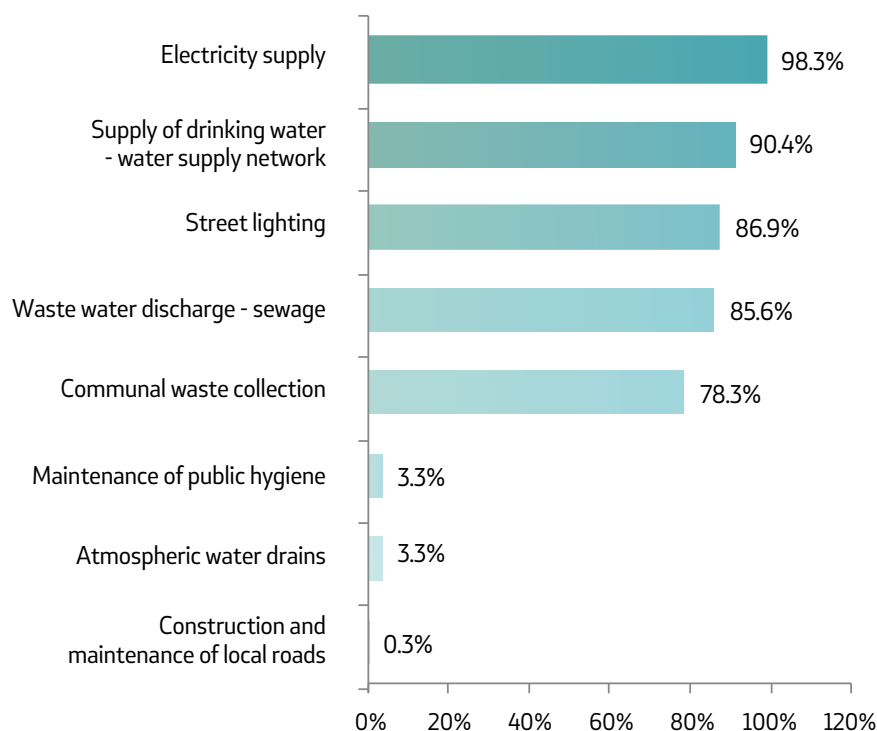 Electricity supply
98.3%
Supply of drinking water
- water supply network
90.4%
Street lighting
86.9%
Waste water discharge - sewage
85.6%
Communal waste collection
78.3%
Maintenance of public hygiene
3.3%
Atmospheric water drains
3.3%
Construction and
maintenance of local roads
0.3%
0% 20% 40% 60% 80% 100% 120%